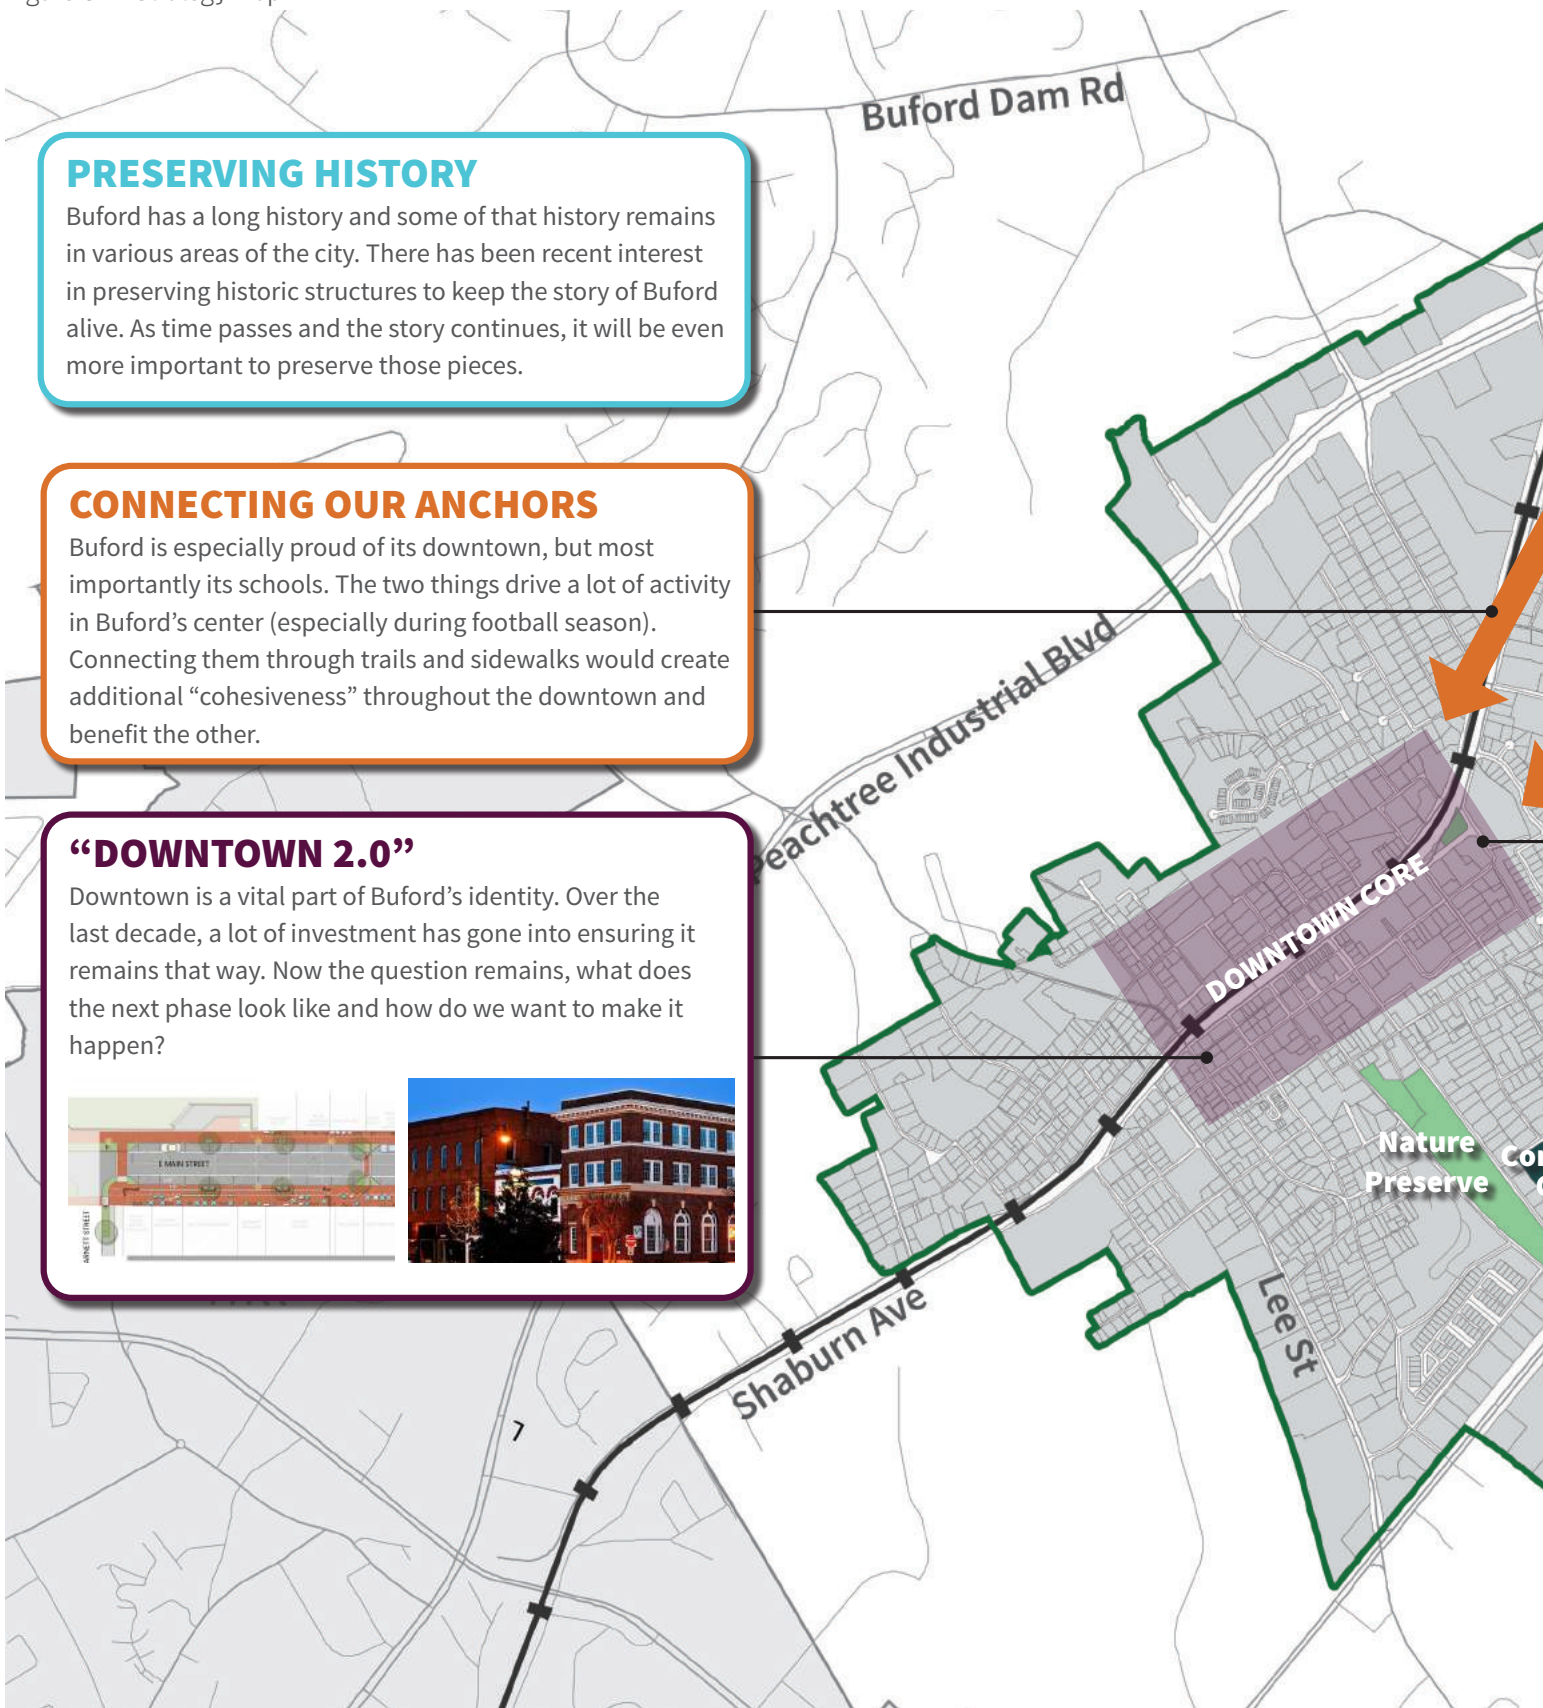 Buford Dam Rd
PRESERVING HISTORY
Buford has a long history and some of that history remains
in various areas of the city. There has been recent interest
in preserving historic structures to keep the story of Buford
alive. As time passes and the story continues, it will be even
more important to preserve those pieces.
CONNECTING OUR ANCHORS
Buford is especially proud of its downtown, but most
importantly its schools. The two things drive a lot of activity
in Buford’s center (especially during football season).
Connecting them through trails and sidewalks would create
additional “cohesiveness” throughout the downtown and
benefit the other.
Peachtree Industrial Blvd
“DOWNTOWN 2.0”
Downtown is a vital part of Buford’s identity. Over the
last decade, a lot of investment has gone into ensuring it
remains that way. Now the question remains, what does
the next phase look like and how do we want to make it
happen?
E MAIN STREET
ARNETT STREET
DOWNTOWN CORE
Nature
Preserve
Shaburn Ave
Lee St